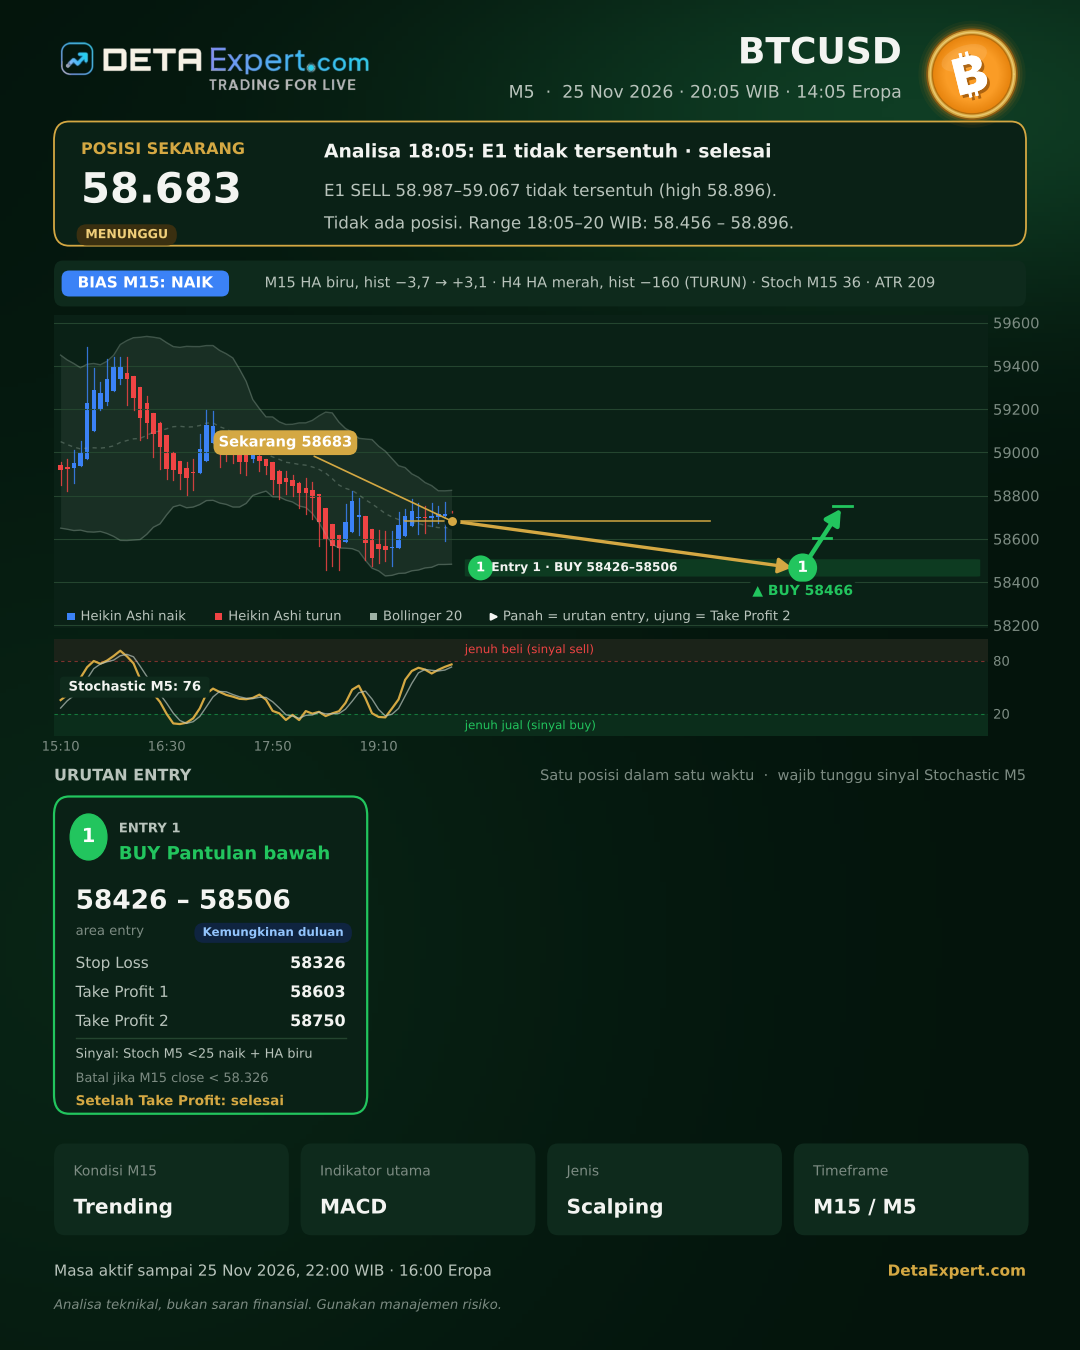 DETA Expert.com
TRADING FOR LIVE
BTCUSD
M5 · 25 Nov 2026 · 20:05 WIB · 14:05 Eropa
POSISI SEKARANG
58.683
MENUNGGU
Analisa 18:05: E1 tidak tersentuh · selesai
E1 SELL 58.987–59.067 tidak tersentuh (high 58.896).
Tidak ada posisi. Range 18:05–20 WIB: 58.456 – 58.896.
BIAS M15: NAIK
M15 HA biru, hist −3,7 → +3,1 · H4 HA merah, hist −160 (TURUN) · Stoch M15 36 · ATR 209
59600
59400
59200
59000
58800
58600
58400
58200
Sekarang 58683
1 Entry 1 · BUY 58426–58506
1
▲ BUY 58466
Heikin Ashi naik
Heikin Ashi turun
Bollinger 20
Panah = urutan entry, ujung = Take Profit 2
jenuh beli (sinyal sell)
80
Stochastic M5: 76
20
jenuh jual (sinyal buy)
15:10 16:30 17:50 19:10
URUTAN ENTRY
Satu posisi dalam satu waktu · wajib tunggu sinyal Stochastic M5
1
ENTRY 1
BUY Pantulan bawah
58426 – 58506
area entry
Kemungkinan duluan
Stop Loss 58326
Take Profit 1 58603
Take Profit 2 58750
Sinyal: Stoch M5 <25 naik + HA biru
Batal jika M15 close < 58.326
Setelah Take Profit: selesai
Kondisi M15
Trending
Indikator utama
MACD
Jenis
Scalping
Timeframe
M15 / M5
Masa aktif sampai 25 Nov 2026, 22:00 WIB · 16:00 Eropa
DetaExpert.com
Analisa teknikal, bukan saran finansial. Gunakan manajemen risiko.